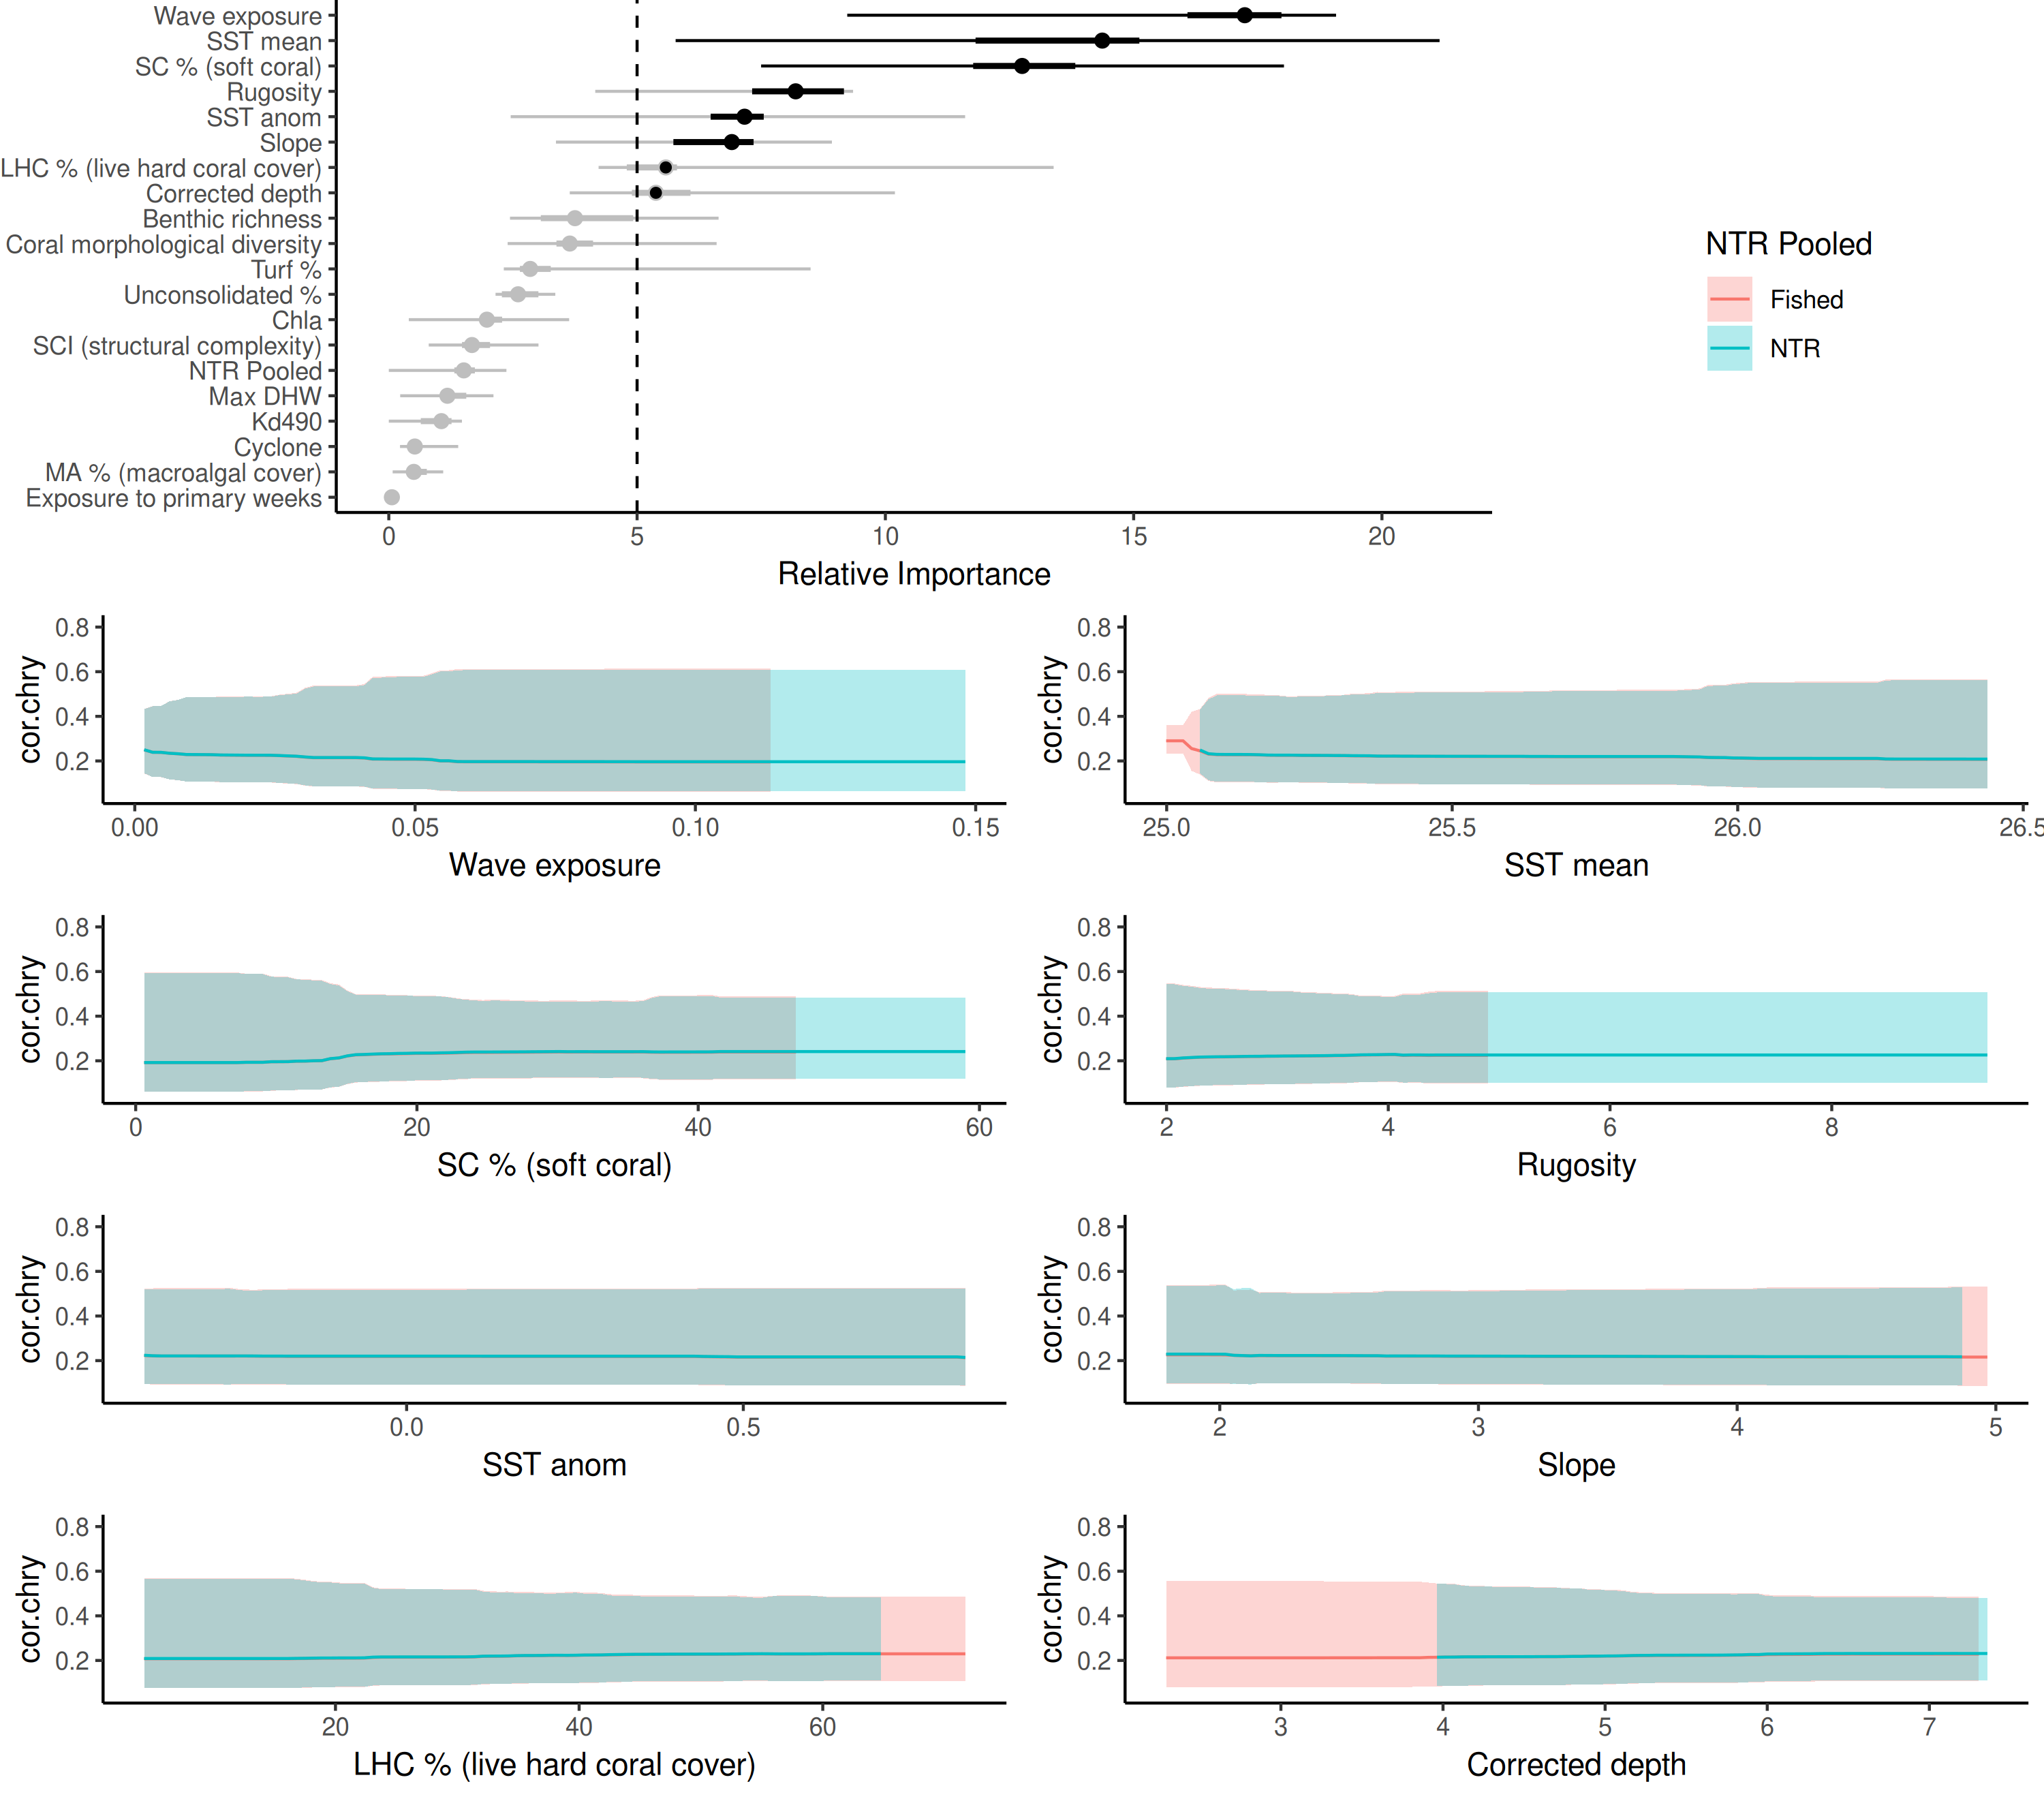 Wave exposure
SST mean
SC % (soft coral)
Rugosity
SST anom
Slope
LHC % (live hard coral cover)
Corrected depth
Benthic richness
Coral morphological diversity
Turf %
Unconsolidated %
Chla
SCI (structural complexity)
NTR Pooled
Max DHW
Kd490
Cyclone
MA % (macroalgal cover)
Exposure to primary weeks
0 5 10 15 20
Relative Importance
NTR Pooled
Fished
NTR
cor.chry
0.8
0.6
0.4
0.2
0.00 0.05 0.10 0.15
Wave exposure
cor.chry
0.8
0.6
0.4
0.2
25.0 25.5 26.0 26.5
SST mean
cor.chry
0.8
0.6
0.4
0.2
0 20 40 60
SC % (soft coral)
cor.chry
0.8
0.6
0.4
0.2
2 4 6 8
Rugosity
cor.chry
0.8
0.6
0.4
0.2
0.0 0.5
SST anom
cor.chry
0.8
0.6
0.4
0.2
2 3 4 5
Slope
cor.chry
0.8
0.6
0.4
0.2
20 40 60
LHC % (live hard coral cover)
cor.chry
0.8
0.6
0.4
0.2
3 4 5 6 7
Corrected depth